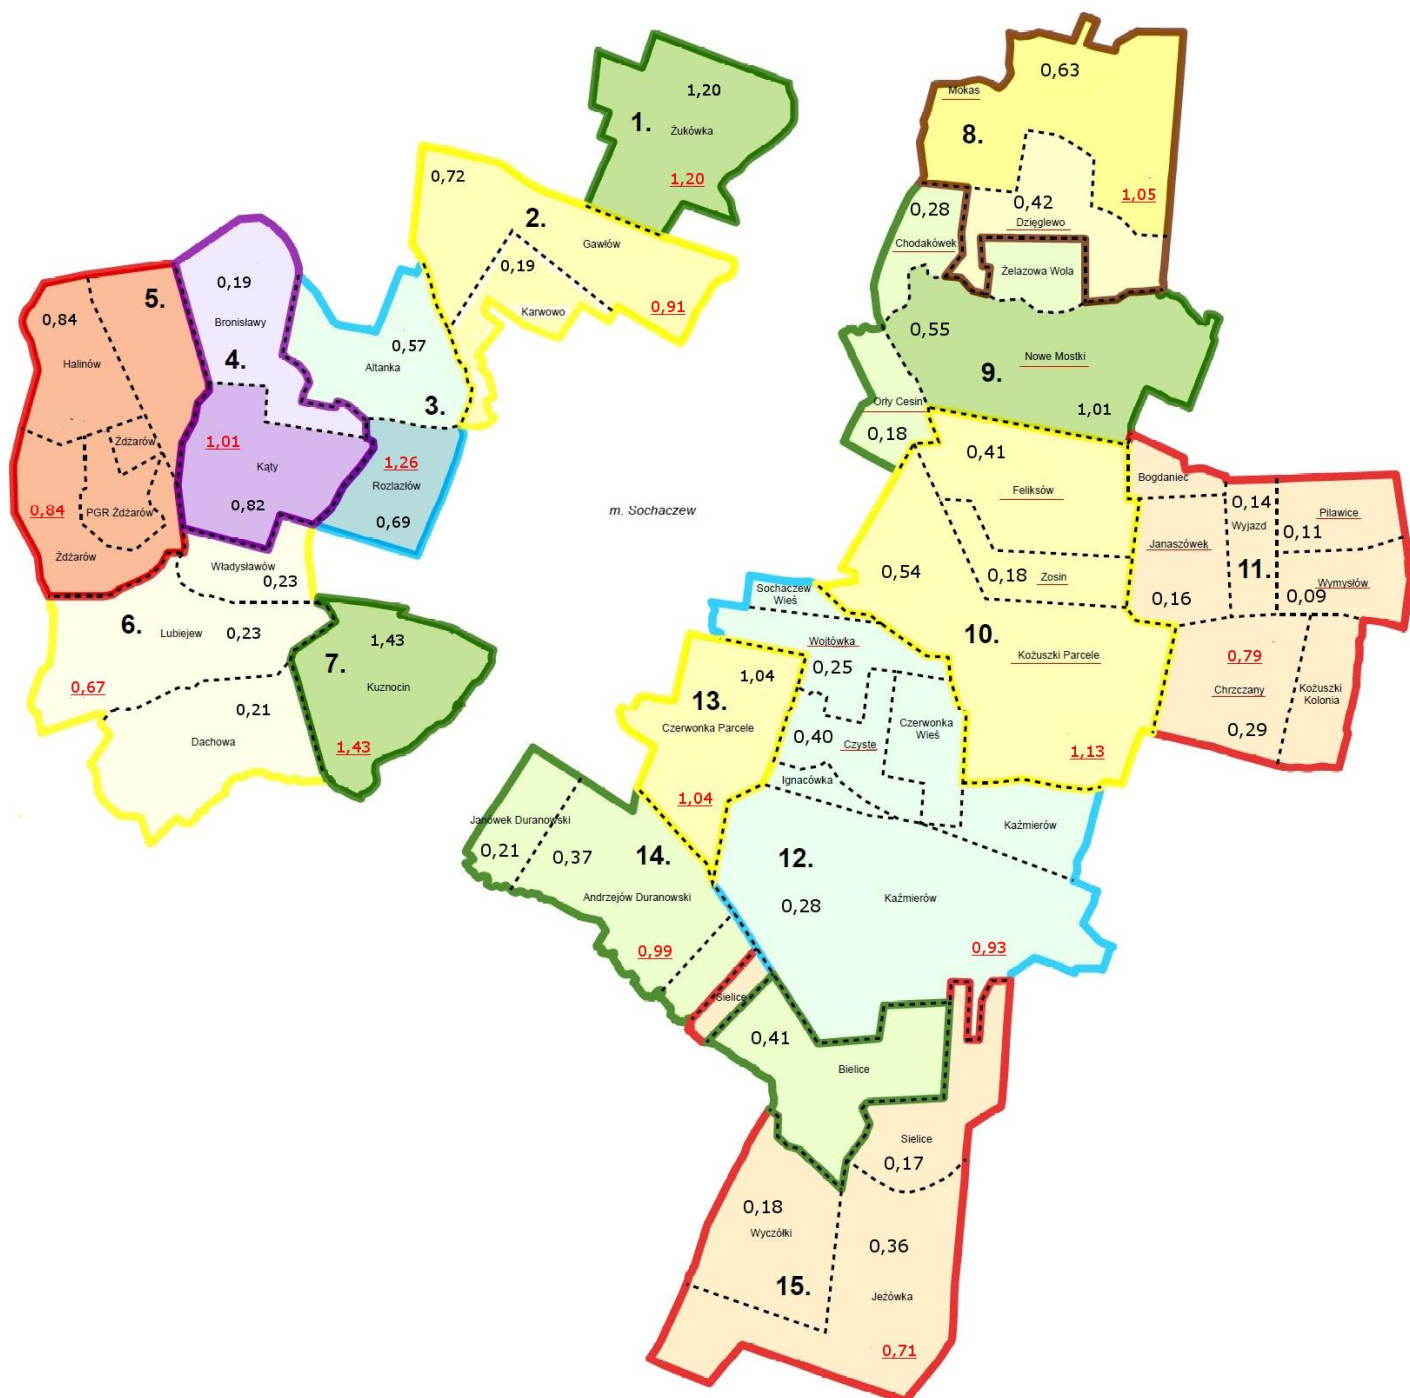 1,20
1.
Żukówka
1,20
0,72
2.
Gawłów
0,19
Karwowo
0,91
0,84
5.
Halinów
Żdżarów
PGR Żdżarów
0,84
Żdżarów
0,19
Bronisławy
4.
1,01
Kąty
0,82
0,57
Altanka
3.
1,26
Rozlazłów
0,69
Władysławów
0,23
6.
Lubiejew
0,23
0,67
0,21
Dachowa
1,43
7.
Kuznocin
1,43
m. Sochaczew
0,63
Mokas
8.
0,42
Dzięglewo
1,05
0,28
Chodakówek
Żelazowa Wola
0,55
Nowe Mostki
9.
1,01
Orły Cesin
0,18
0,41
Feliksów
0,54
0,18
Zosin
10.
Kożuszki Parcele
1,13
Bogdaniec
0,14
Wyjazd
Pilawice
0,11
Janaszówek
11.
Wymysłów
0,16
0,09
0,79
Chrzczany
0,29
Kożuszki
Kolonia
Sochaczew
Wieś
Wojtówka
0,25
0,40
Czyste
Czerwonka
Wieś
Ignacówka
Kaźmierów
12.
0,28
Kaźmierów
0,93
1,04
13.
Czerwonka Parcele
1,04
Janówek Duranowski
0,21
0,37
14.
Andrzejów Duranowski
0,99
Sielice
0,41
Bielice
Sielice
0,17
0,18
Wyczółki
0,36
15.
Jeżówka
0,71